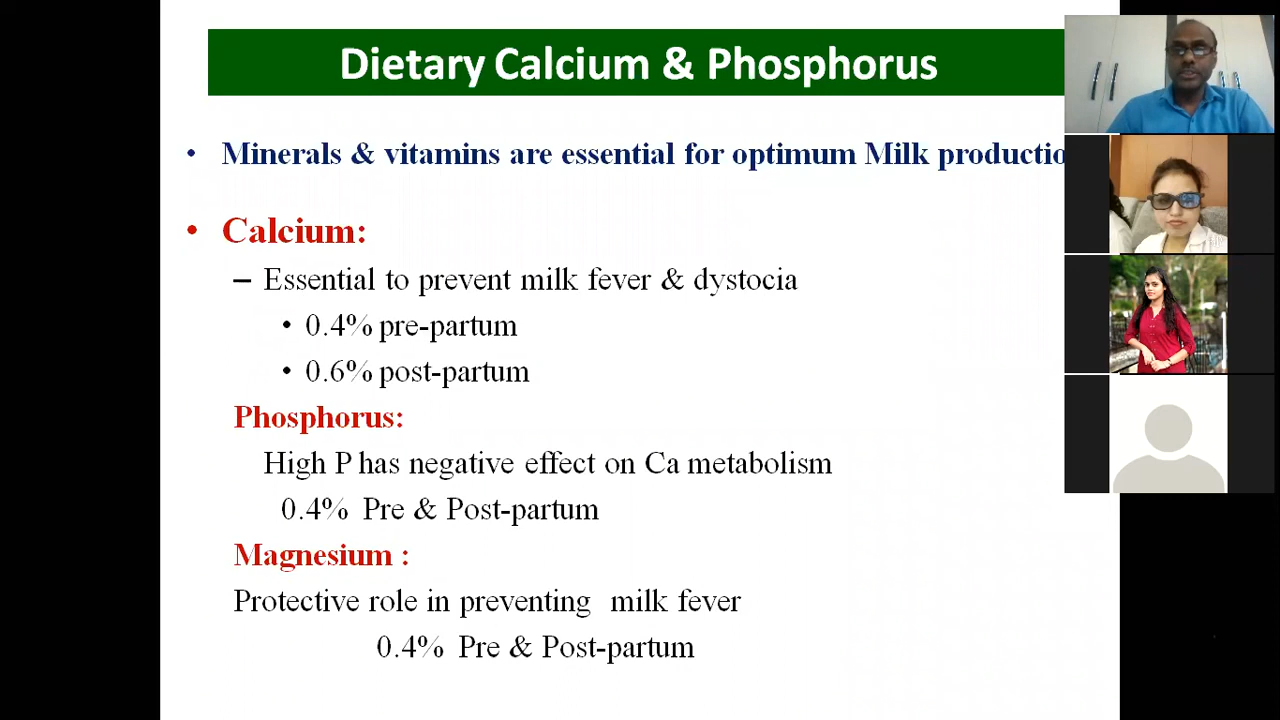 Dietary Calcium & Phosphorus
• Minerals & vitamins are essential for optimum Milk productio
• Calcium:
– Essential to prevent milk fever & dystocia
• 0.4% pre-partum
• 0.6% post-partum
Phosphorus:
High P has negative effect on Ca metabolism
0.4% Pre & Post-partum
Magnesium :
Protective role in preventing milk fever
0.4% Pre & Post-partum